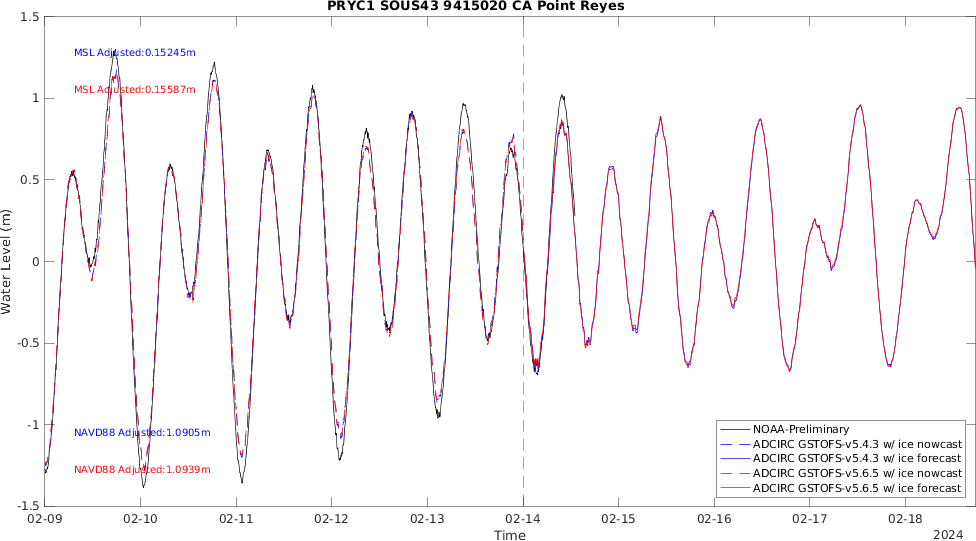 PRYC1 SOUS43 9415020 CA Point Reyes
1.5
MSL Adjusted:0.15245m
MSL Adjusted:0.15587m
1
0.5
0
-0.5
-1
-1.5
Water Level (m)
NAVD88 Adjusted:1.0905m
NAVD88 Adjusted:1.0939m
NOAA-Preliminary
ADCIRC GSTOFS-v5.4.3 w/ ice nowcast
ADCIRC GSTOFS-v5.4.3 w/ ice forecast
ADCIRC GSTOFS-v5.6.5 w/ ice nowcast
ADCIRC GSTOFS-v5.6.5 w/ ice forecast
02-09 02-10 02-11 02-12 02-13 02-14 02-15 02-16 02-17 02-18
Time
2024